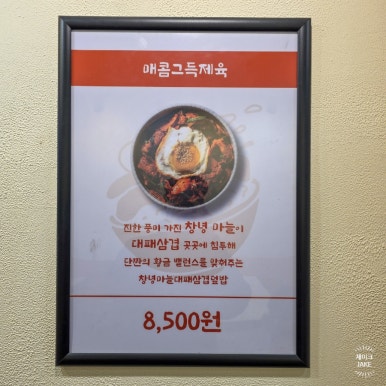 매콤그득제육
진한 풍미 가진 창녕 마늘이
대패삼겹 곳곳에 침투해
단짠의 황금 밸런스를 맞춰주는
창녕마늘대패삼겹덮밥
8,500원
제이크
JAKE